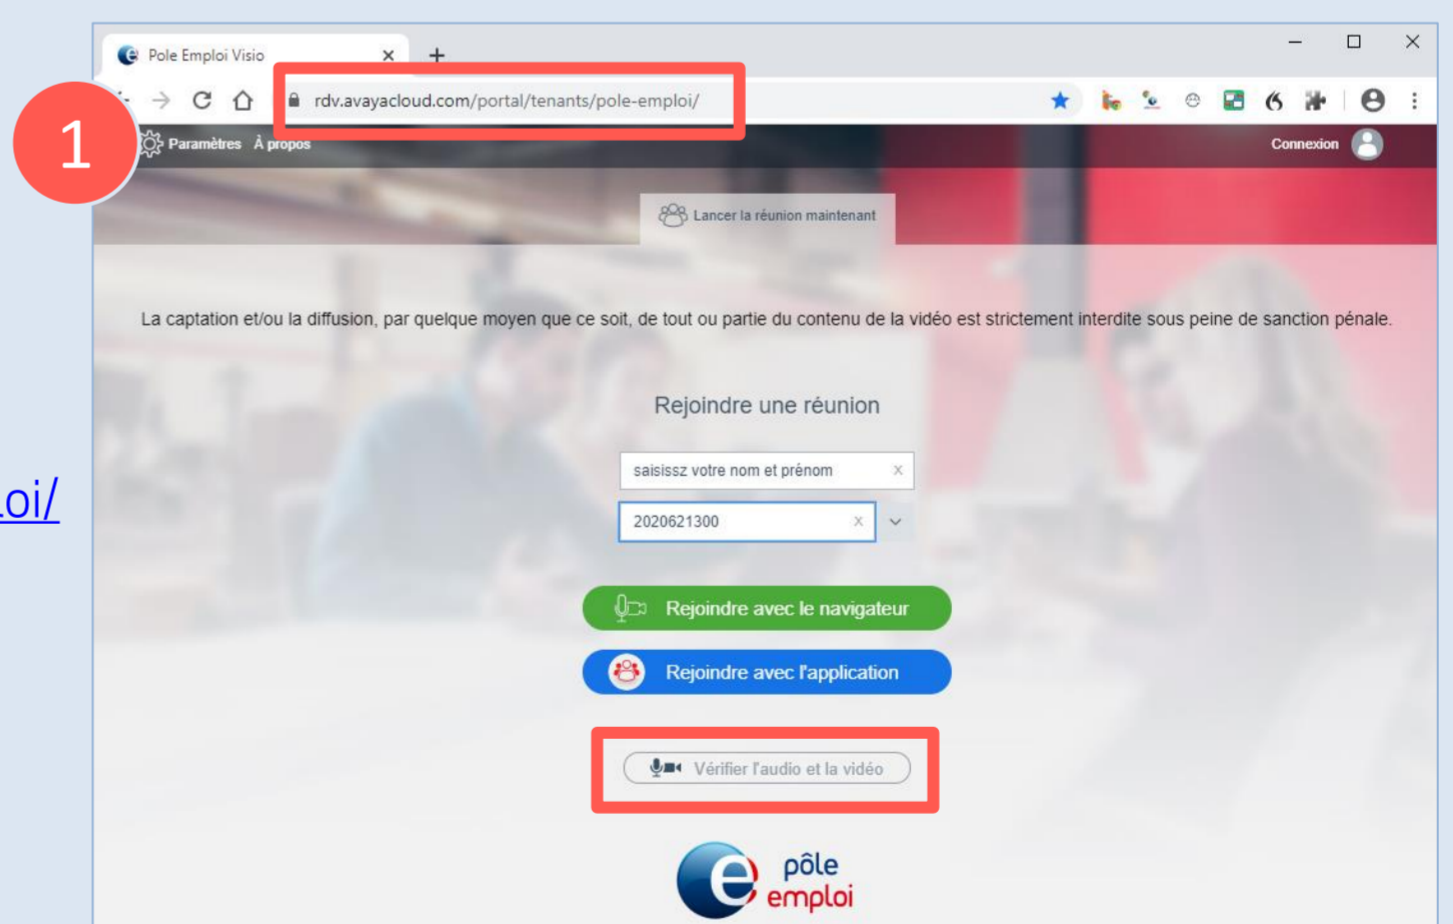 Pole Emploi Visio
rdv.avayacloud.com/portal/tenants/pole-emploi/
1
Paramètres À propos
Connexion
Lancer la réunion maintenant
La captation et/ou la diffusion, par quelque moyen que ce soit, de tout ou partie du contenu de la vidéo est strictement interdite sous peine de sanction pénale.
Rejoindre une réunion
saisissz votre nom et prénom
oi/
2020621300
Rejoindre avec le navigateur
Rejoindre avec l'application
Vérifier l'audio et la vidéo
pôle
emploi